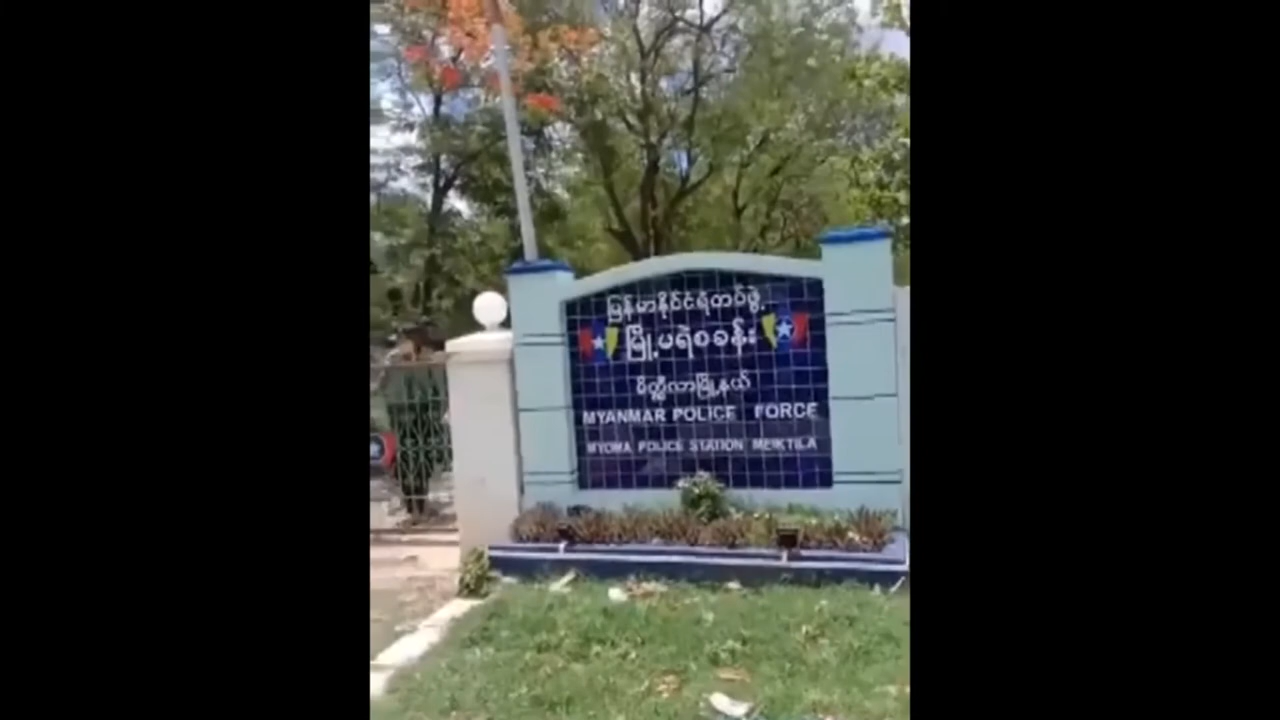 မြန်မာနိုင်ငံရဲတပ်ဖွဲ့
မြို့မရဲစခန်း
မိတ္ထီလာမြို့နယ်
MYANMAR POLICE FORCE
MYOMA POLICE STATION MEIKTILA